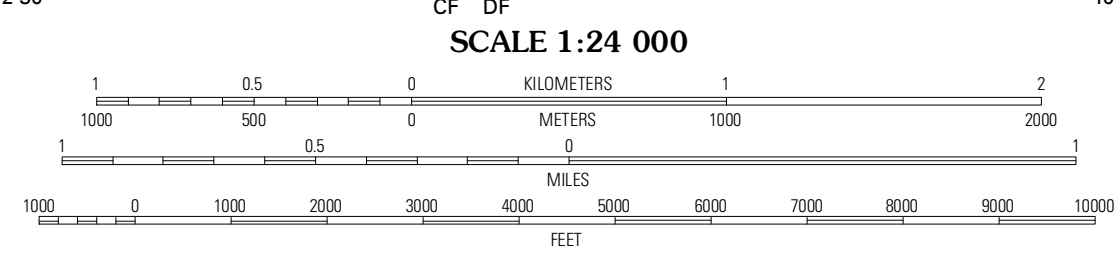 CF DF
SCALE 1:24 000
1 0.5 0 KILOMETERS 1 2
1000 500 0 METERS 1000 2000
1 0.5 0 1
MILES
1000 0 1000 2000 3000 4000 5000 6000 7000 8000 9000 10000
FEET